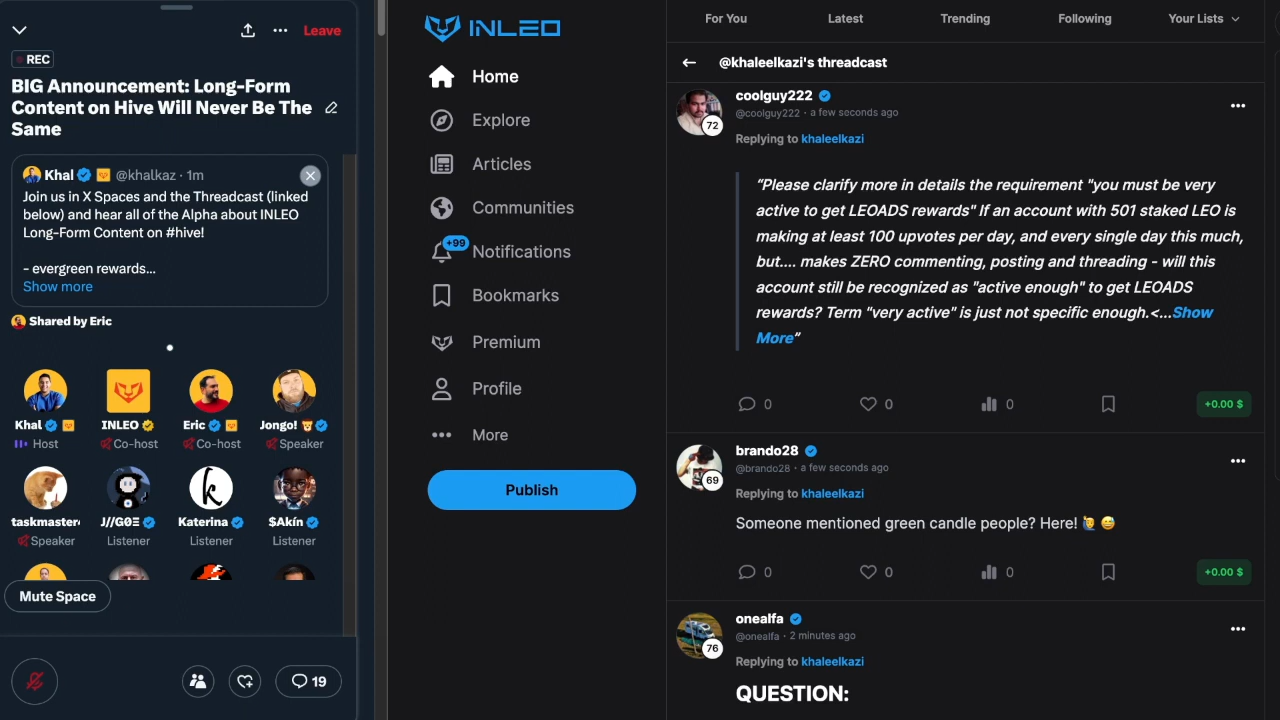 Leave
REC
BIG Announcement: Long-Form
Content on Hive Will Never Be The
Same
Khal @khalkaz · 1m
Join us in X Spaces and the Threadcast (linked
below) and hear all of the Alpha about INLEO
Long-Form Content on #hive!
- evergreen rewards...
Show more
Shared by Eric
Khal INLEO Eric Jongo!
Host Co-host Co-host Speaker
taskmaster J//GΘΞ Katerina $Akín
Speaker Listener Listener Listener
Mute Space
19
INLEO
Home
Explore
Articles
Communities
+99
Notifications
Bookmarks
Premium
Profile
More
Publish
For You Latest Trending Following Your Lists
@khaleelkazi's threadcast
coolguy222
@coolguy222 · a few seconds ago
72
Replying to khaleelkazi
“Please clarify more in details the requirement "you must be very
active to get LEOADS rewards" If an account with 501 staked LEO is
making at least 100 upvotes per day, and every single day this much,
but.... makes ZERO commenting, posting and threading - will this
account still be recognized as "active enough" to get LEOADS
rewards? Term "very active" is just not specific enough.<...Show
More”
0 0 0 +0.00 $
brando28
@brando28 · a few seconds ago
69
Replying to khaleelkazi
Someone mentioned green candle people? Here! 🙋‍♂️ 😅
0 0 0 +0.00 $
onealfa
@onealfa · 2 minutes ago
76
Replying to khaleelkazi
QUESTION: